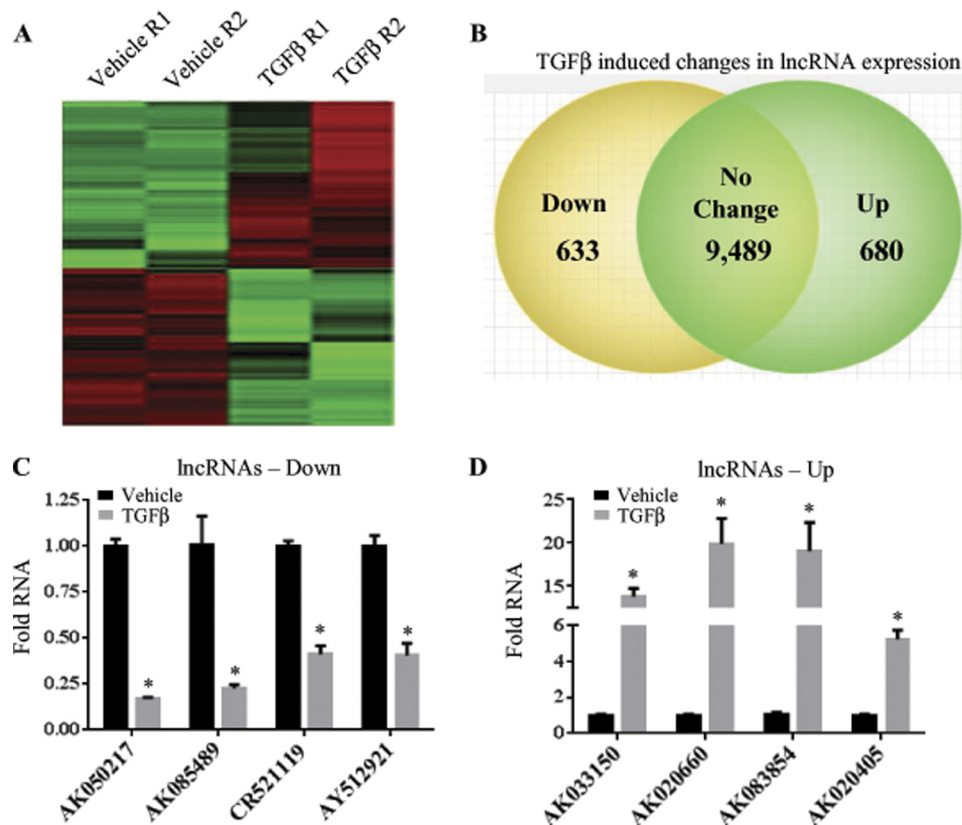 A
Vehicle R1
Vehicle R2
TGFβ R1
TGFβ R2
B
TGFβ induced changes in lncRNA expression
Down
633
No
Change
9,489
Up
680
C
lncRNAs – Down
Vehicle
TGFβ
Fold RNA
1.25
1.00
0.75
0.50
0.25
0.00
*
*
*
*
AK050217
AK085489
CR521119
AY512921
D
lncRNAs – Up
Vehicle
TGFβ
Fold RNA
25
20
15
6
4
2
0
*
*
*
*
AK033150
AK020660
AK083854
AK020405